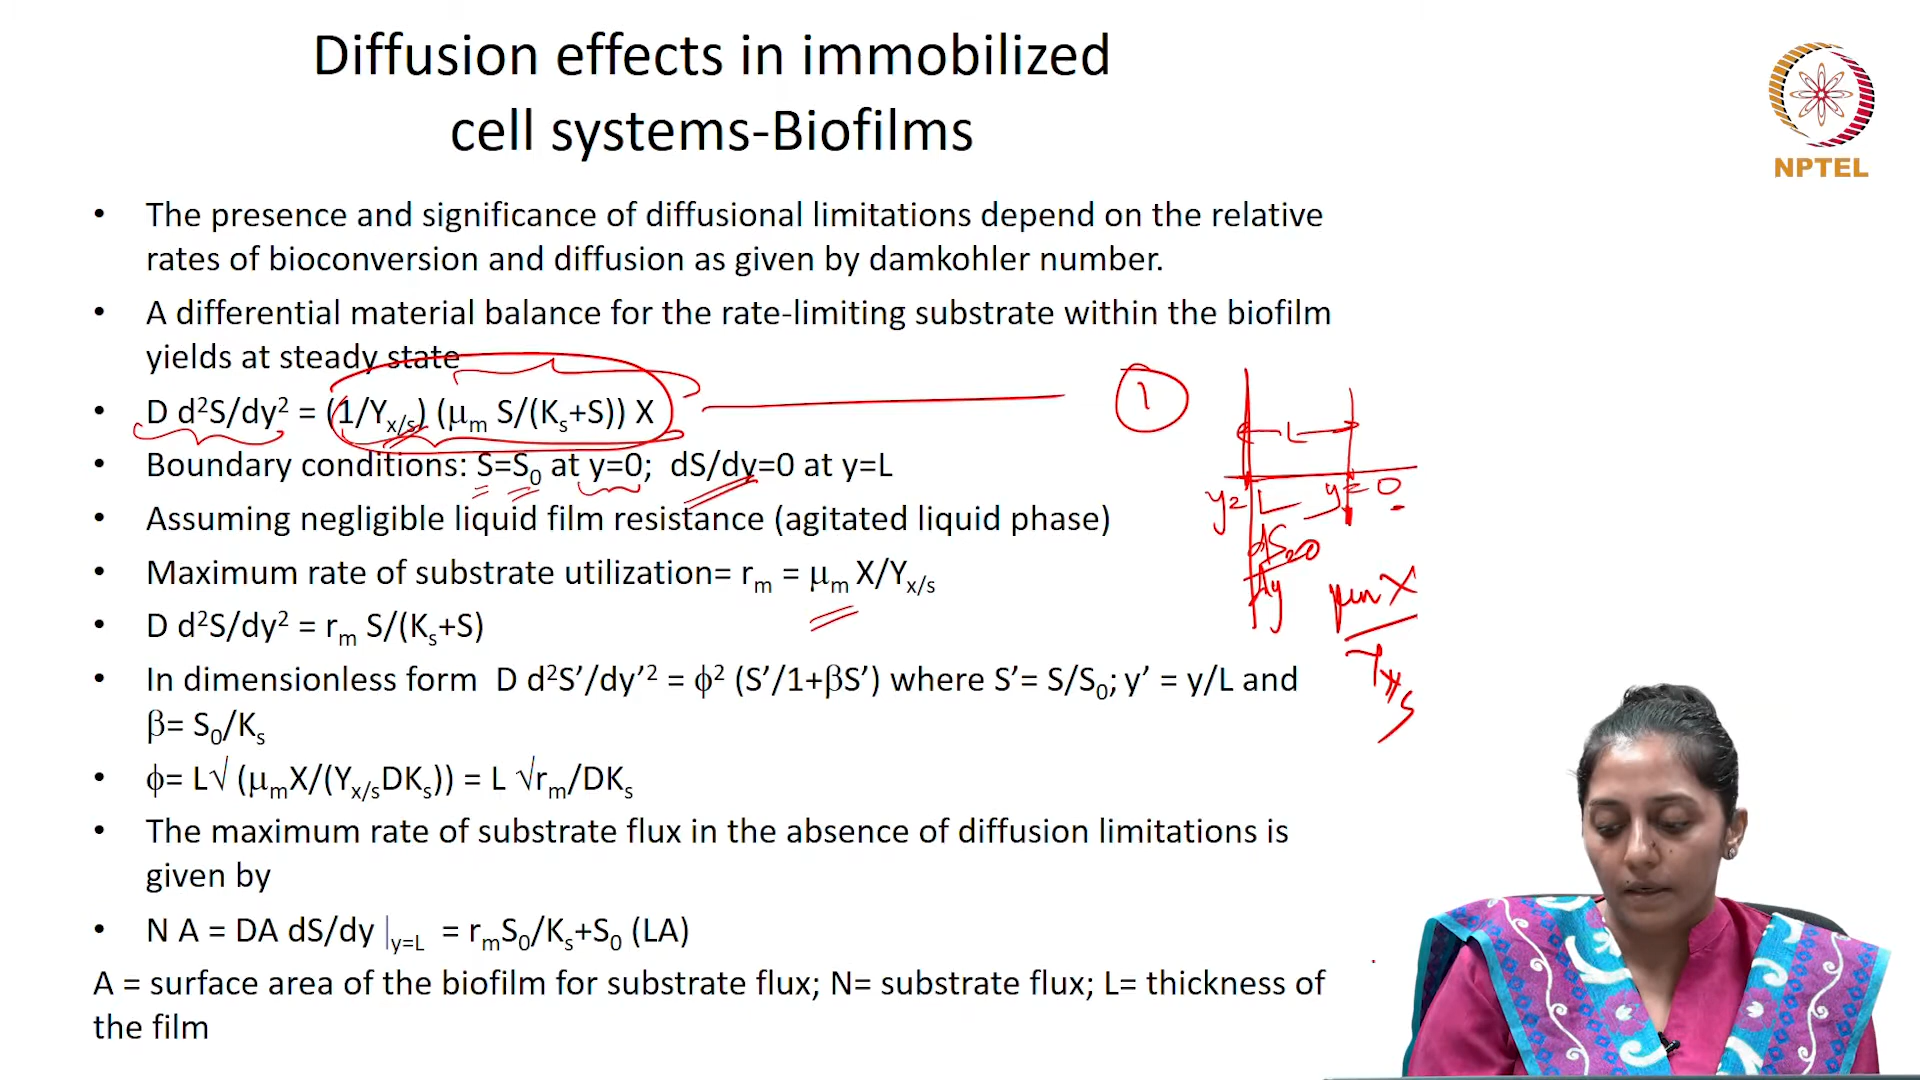 Diffusion effects in immobilized
cell systems-Biofilms
NPTEL
• The presence and significance of diffusional limitations depend on the relative
rates of bioconversion and diffusion as given by damkohler number.
• A differential material balance for the rate-limiting substrate within the biofilm
yields at steady state
• D d²S/dy² = (1/Yx/s) (μm S/(Ks+S)) X
1
• Boundary conditions: S=S0 at y=0; dS/dy=0 at y=L
• Assuming negligible liquid film resistance (agitated liquid phase)
• Maximum rate of substrate utilization= rm = μm X/Yx/s
• D d²S/dy² = rm S/(Ks+S)
• In dimensionless form D d²S’/dy’² = ϕ² (S’/1+βS’) where S’= S/S0; y’ = y/L and
β= S0/Ks
• ϕ= L√ (μmX/(Yx/sDKs)) = L √rm/DKs
• The maximum rate of substrate flux in the absence of diffusion limitations is
given by
• N A = DA dS/dy |y=L = rmS0/Ks+S0 (LA)
A = surface area of the biofilm for substrate flux; N= substrate flux; L= thickness of
the film
L
y= L y= 0
dS=0
dy
μm X
Yx/s